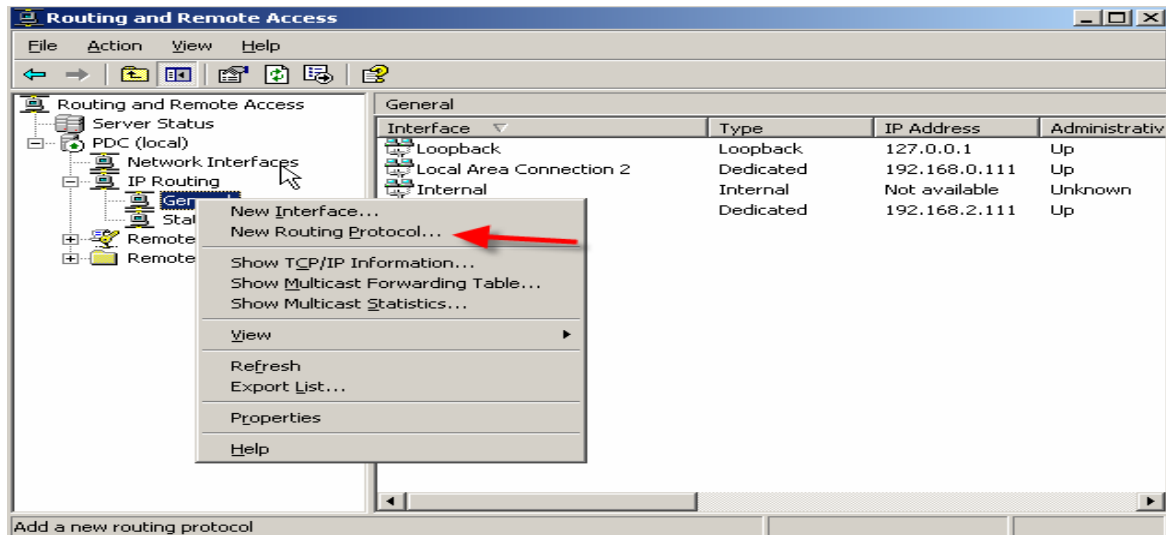 Routing and Remote Access
File Action View Help
Routing and Remote Access
Server Status
PDC (local)
Network Interfaces
IP Routing
Stat
Remote
Remote
General
Interface Type IP Address Administrativ
Loopback Loopback 127.0.0.1 Up
Local Area Connection 2 Dedicated 192.168.0.111 Up
Internal Internal Not available Unknown
Dedicated 192.168.2.111 Up
New Interface...
New Routing Protocol...
Show TCP/IP Information...
Show Multicast Forwarding Table...
Show Multicast Statistics...
View
Refresh
Export List...
Properties
Help
Add a new routing protocol